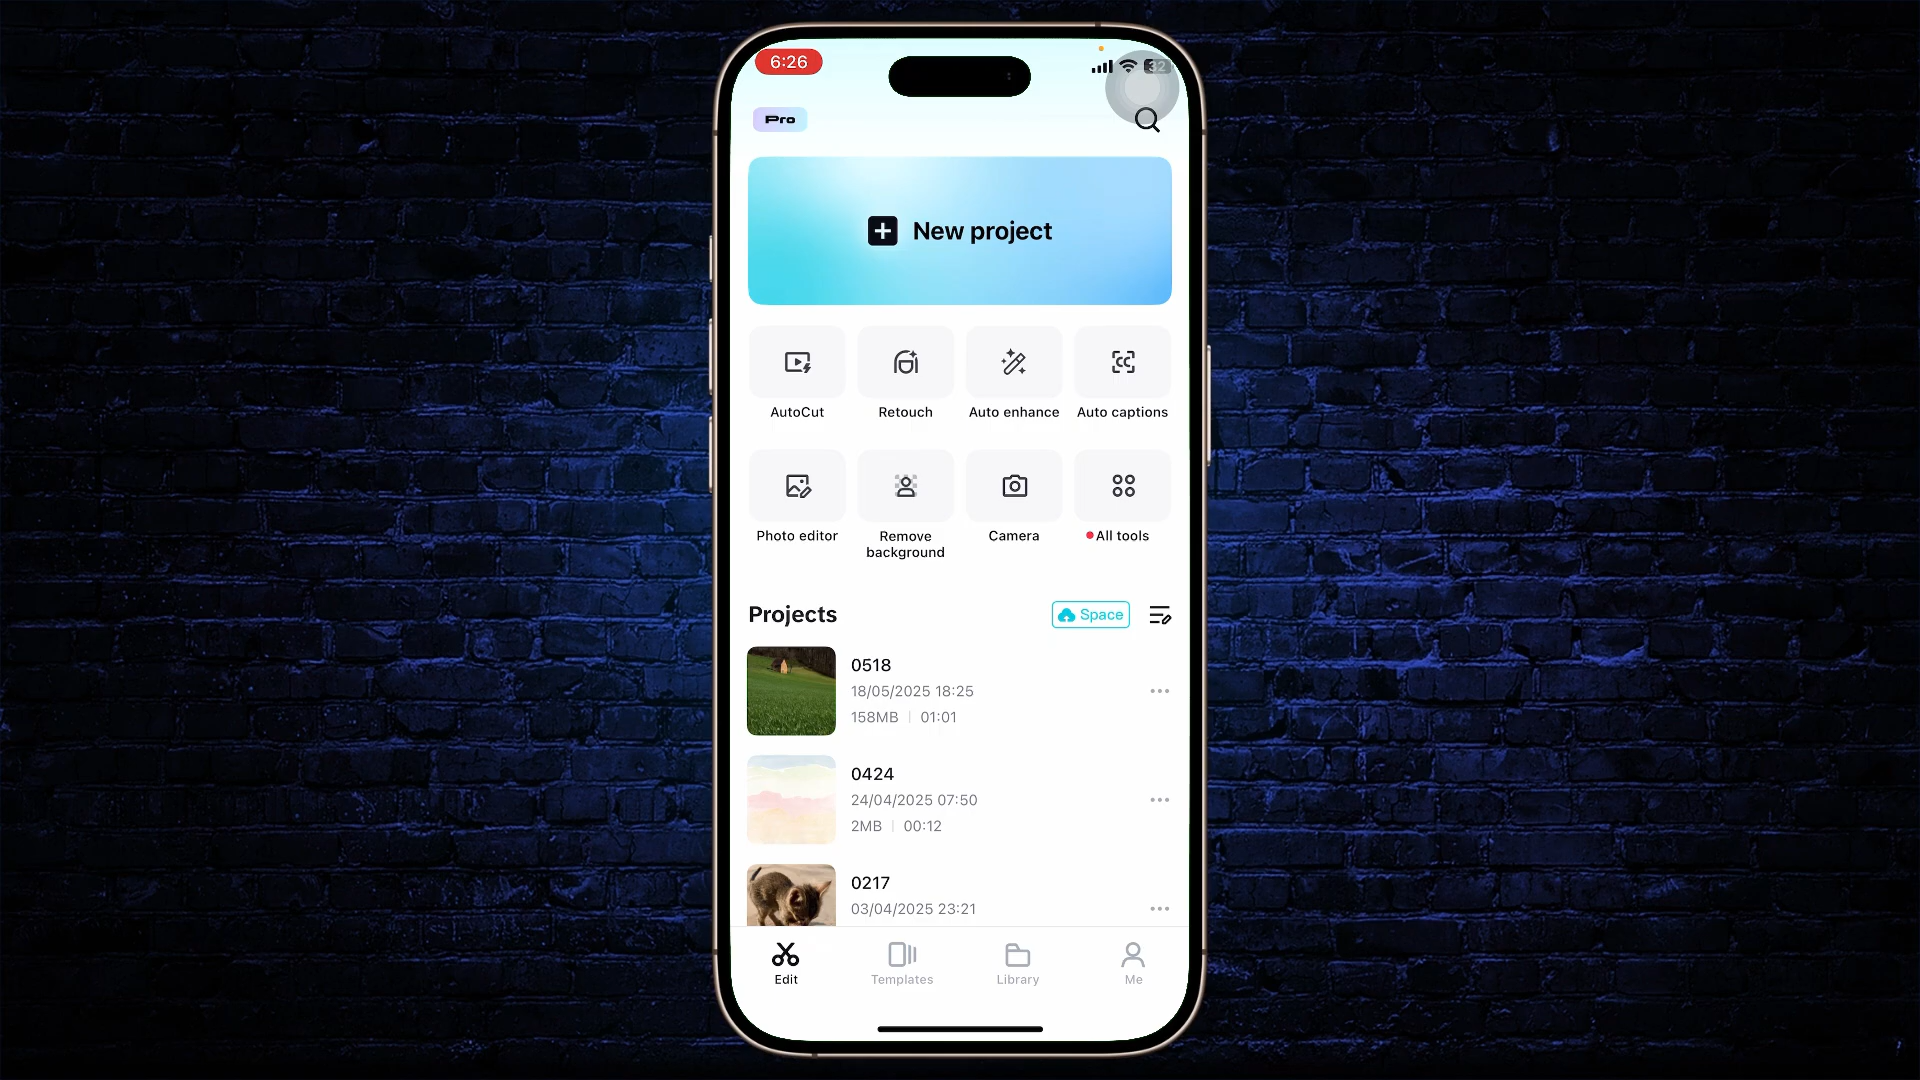 6:26
32
Pro
New project
AutoCut
Retouch
Auto enhance
Auto captions
Photo editor
Remove
background
Camera
All tools
Projects
Space
0518
18/05/2025 18:25
158MB
01:01
0424
24/04/2025 07:50
2MB
00:12
0217
03/04/2025 23:21
Edit
Templates
Library
Me